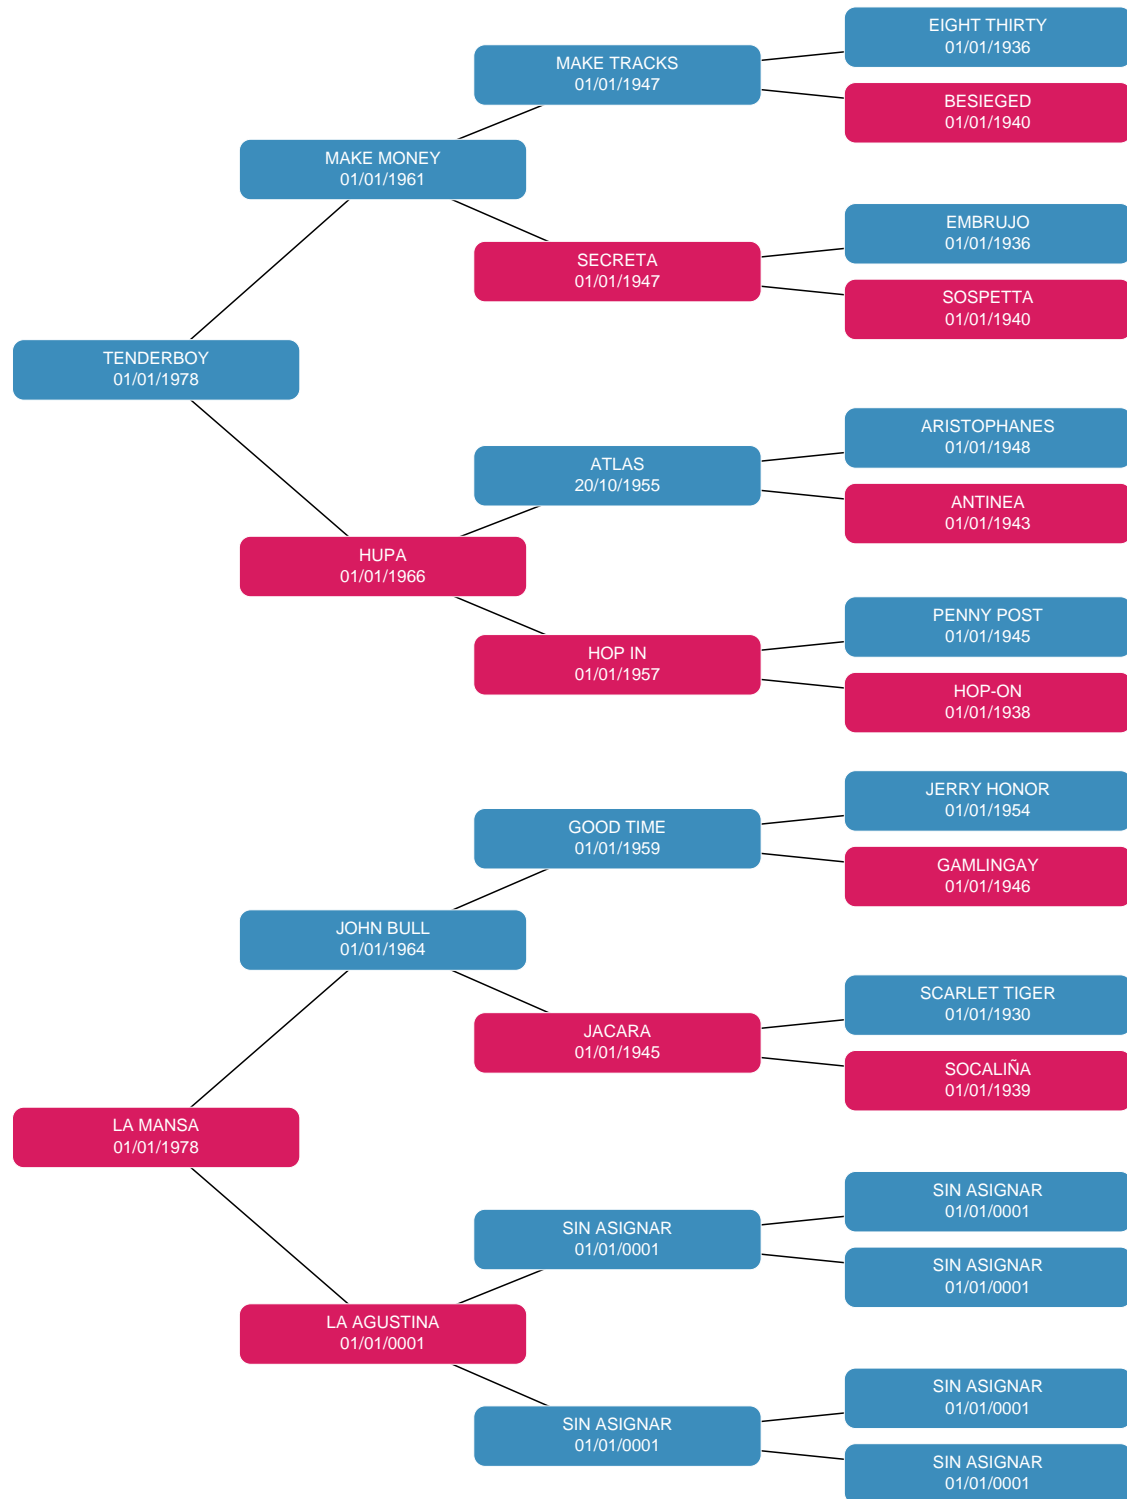 EIGHT THIRTY
01/01/1936
MAKE TRACKS
01/01/1947
BESIEGED
01/01/1940
MAKE MONEY
01/01/1961
EMBRUJO
01/01/1936
SECRETA
01/01/1947
SOSPETTA
01/01/1940
TENDERBOY
01/01/1978
ARISTOPHANES
01/01/1948
ATLAS
20/10/1955
ANTINEA
01/01/1943
HUPA
01/01/1966
PENNY POST
01/01/1945
HOP IN
01/01/1957
HOP-ON
01/01/1938
JERRY HONOR
01/01/1954
GOOD TIME
01/01/1959
GAMLINGAY
01/01/1946
JOHN BULL
01/01/1964
SCARLET TIGER
01/01/1930
JACARA
01/01/1945
SOCALIÑA
01/01/1939
LA MANSA
01/01/1978
SIN ASIGNAR
01/01/0001
SIN ASIGNAR
01/01/0001
SIN ASIGNAR
01/01/0001
LA AGUSTINA
01/01/0001
SIN ASIGNAR
01/01/0001
SIN ASIGNAR
01/01/0001
SIN ASIGNAR
01/01/0001